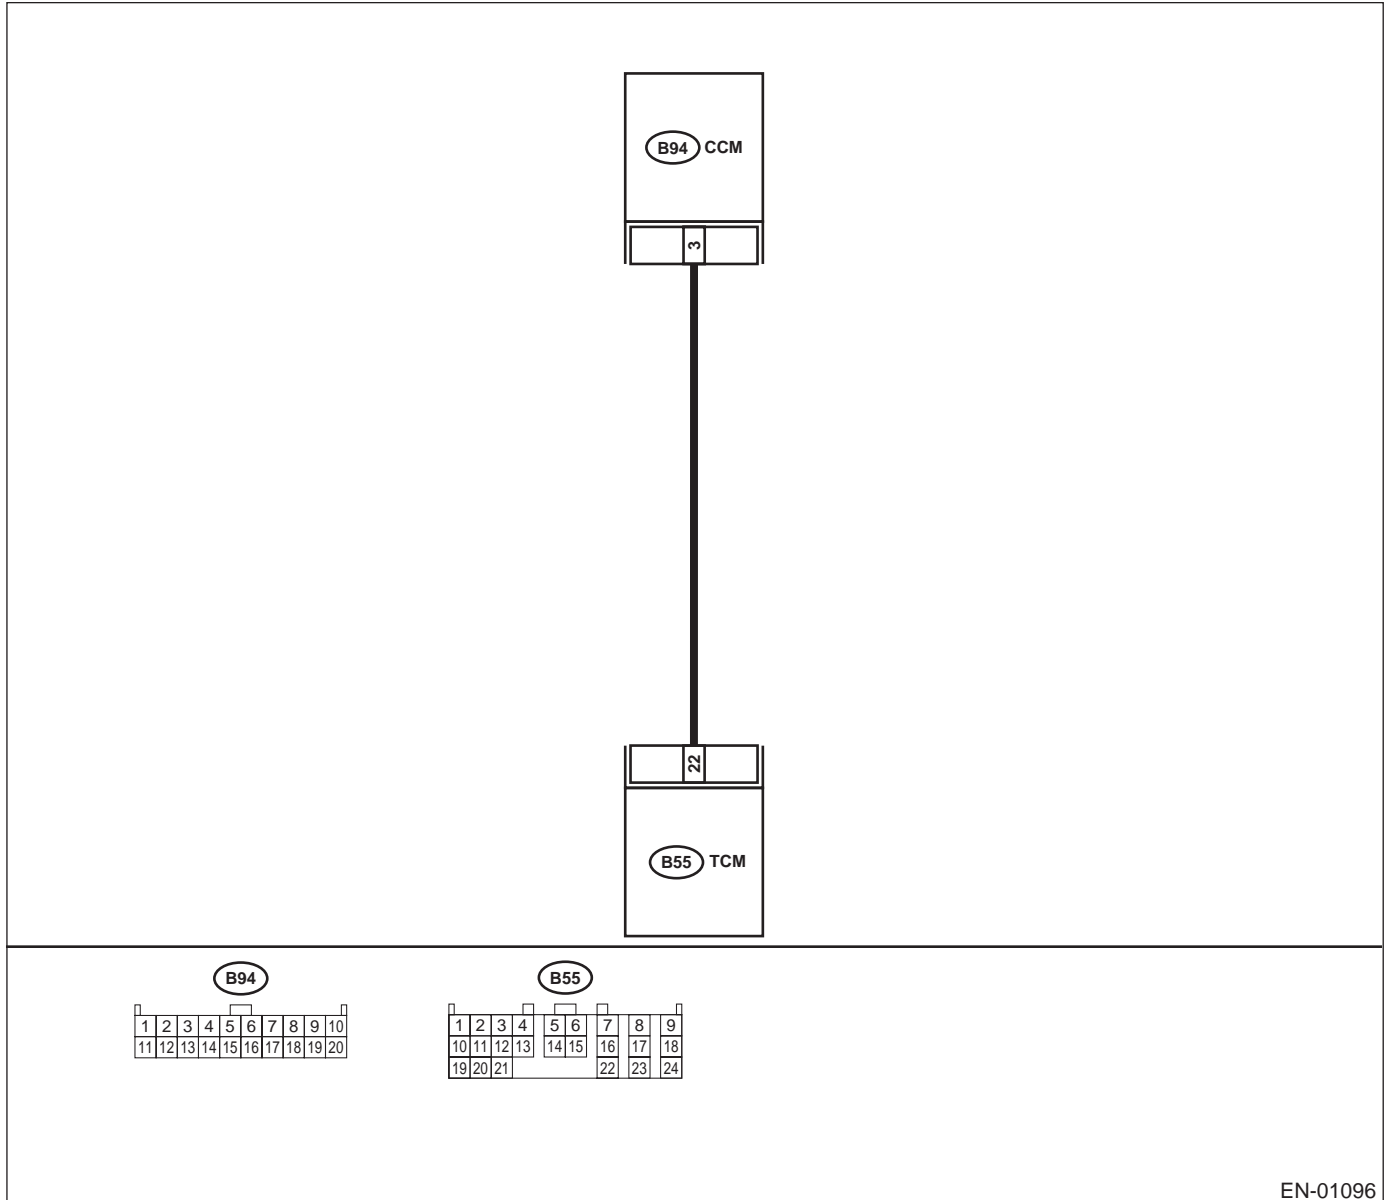 B94 CCM
3
22
B55 TCM
B94
1 2 3 4 5 6 7 8 9 10
11 12 13 14 15 16 17 18 19 20
B55
1 2 3 4 5 6 7 8 9
10 11 12 13 14 15 16 17 18
19 20 21 22 23 24
EN-01096